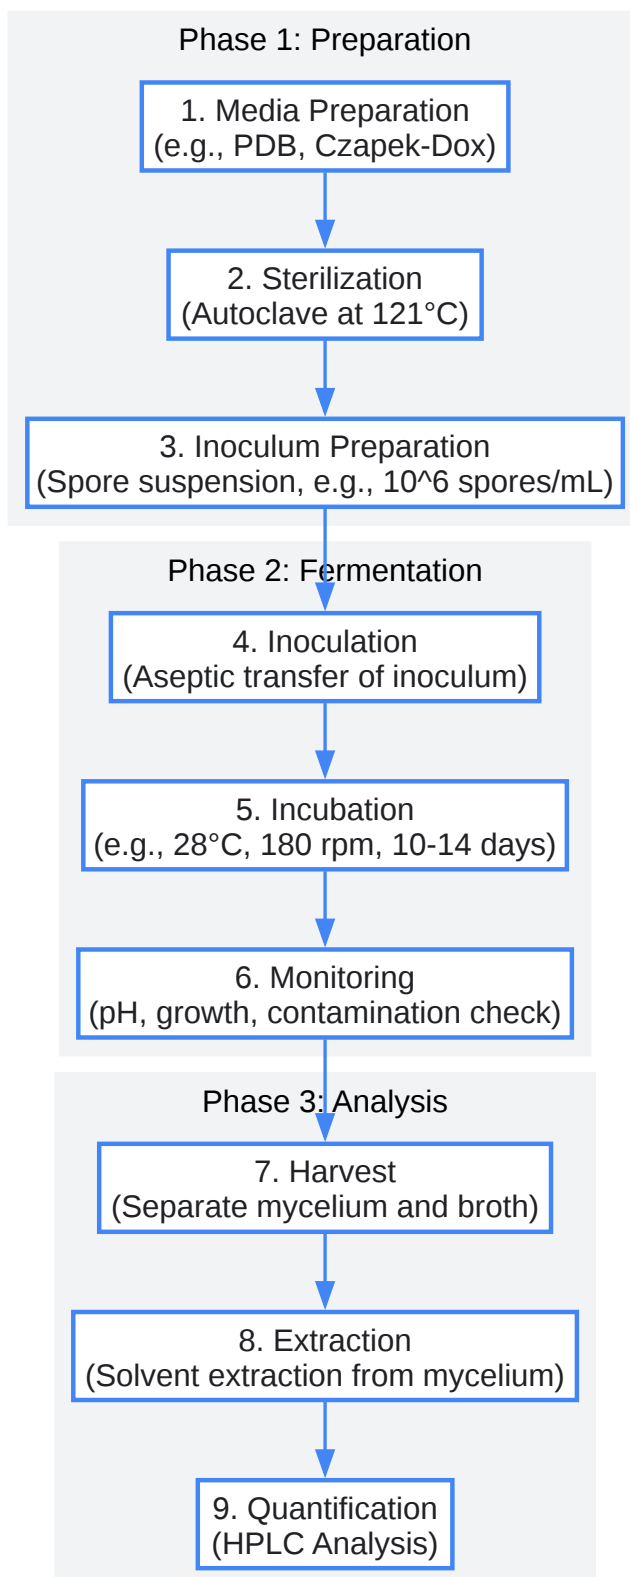 Phase 1: Preparation
1. Media Preparation
(e.g., PDB, Czapek-Dox)
2. Sterilization
(Autoclave at 121°C)
3. Inoculum Preparation
(Spore suspension, e.g., 10^6 spores/mL)
Phase 2: Fermentation
4. Inoculation
(Aseptic transfer of inoculum)
5. Incubation
(e.g., 28°C, 180 rpm, 10-14 days)
6. Monitoring
(pH, growth, contamination check)
Phase 3: Analysis
7. Harvest
(Separate mycelium and broth)
8. Extraction
(Solvent extraction from mycelium)
9. Quantification
(HPLC Analysis)